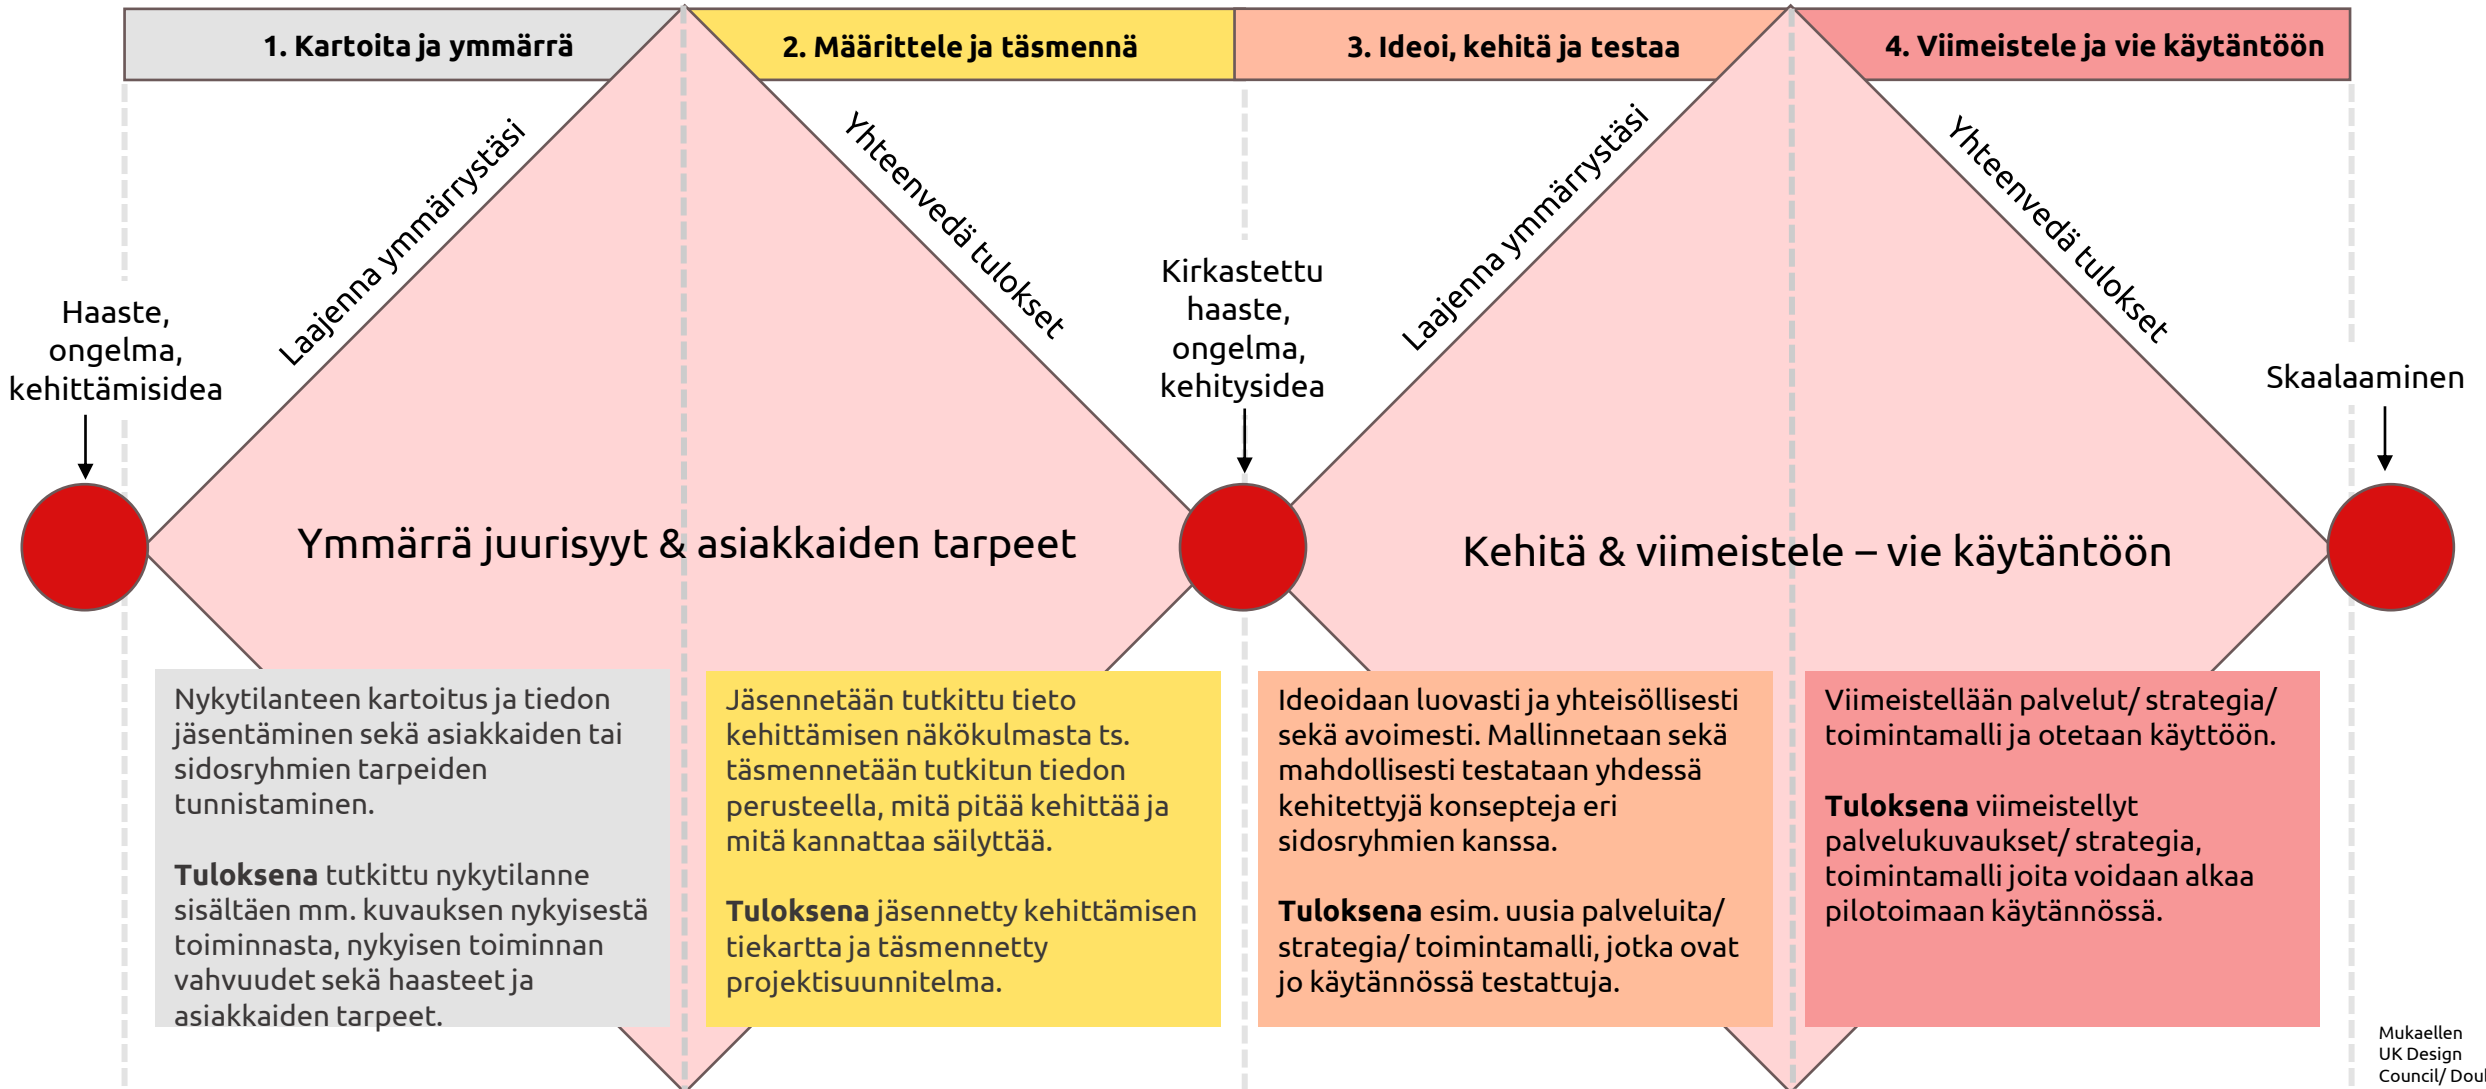 1. Kartoita ja ymmärrä
2. Määrittele ja täsmennä
3. Ideoi, kehitä ja testaa
4. Viimeistele ja vie käytäntöön
Laajenna ymmärrystäsi
Yhteenvedä tulokset
Laajenna ymmärrystäsi
Yhteenvedä tulokset
Haaste,
ongelma,
kehittämisidea
Kirkastettu
haaste,
ongelma,
kehitysidea
Skaalaaminen
Ymmärrä juurisyyt & asiakkaiden tarpeet
Kehitä & viimeistele – vie käytäntöön
Nykytilanteen kartoitus ja tiedon
jäsentäminen sekä asiakkaiden tai
sidosryhmien tarpeiden
tunnistaminen.
Tuloksena tutkittu nykytilanne
sisältäen mm. kuvauksen nykyisestä
toiminnasta, nykyisen toiminnan
vahvuudet sekä haasteet ja
asiakkaiden tarpeet.
Jäsennetään tutkittu tieto
kehittämisen näkökulmasta ts.
täsmennetään tutkitun tiedon
perusteella, mitä pitää kehittää ja
mitä kannattaa säilyttää.
Tuloksena jäsennetty kehittämisen
tiekartta ja täsmennetty
projektisuunnitelma.
Ideoidaan luovasti ja yhteisöllisesti
sekä avoimesti. Mallinnetaan sekä
mahdollisesti testataan yhdessä
kehitettyjä konsepteja eri
sidosryhmien kanssa.
Tuloksena esim. uusia palveluita/
strategia/ toimintamalli, jotka ovat
jo käytännössä testattuja.
Viimeistellään palvelut/ strategia/
toimintamalli ja otetaan käyttöön.
Tuloksena viimeistellyt
palvelukuvaukset/ strategia,
toimintamalli joita voidaan alkaa
pilotoimaan käytännössä.
Mukaellen
UK Design
Council/